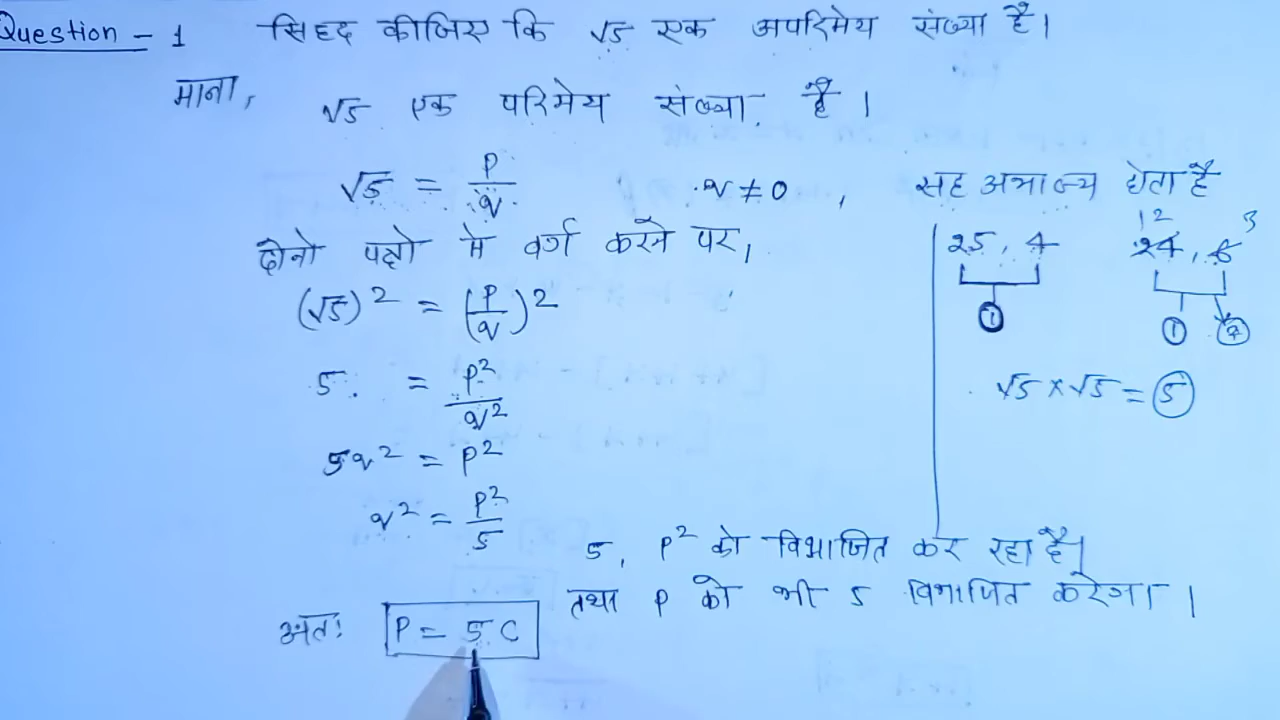 Question - 1 सिद्द कीजिए कि √5 एक अपरिमेय संख्या है।
माना, √5 एक परिमेय संख्या है।
√5 = p/q q ≠ 0, सह अभाज्य होता है
दोनो पक्षो मे वर्ग करने पर,
(√5)² = (p/q)²
5 = p²/q²
5q² = p²
q² = p²/5
5, p² को विभाजित कर रहा है।
तथा p को भी 5 विभाजित करेगा।
अतः P = 5C
12 3
25, 4 24, 6
1 1 2
√5 × √5 = 5